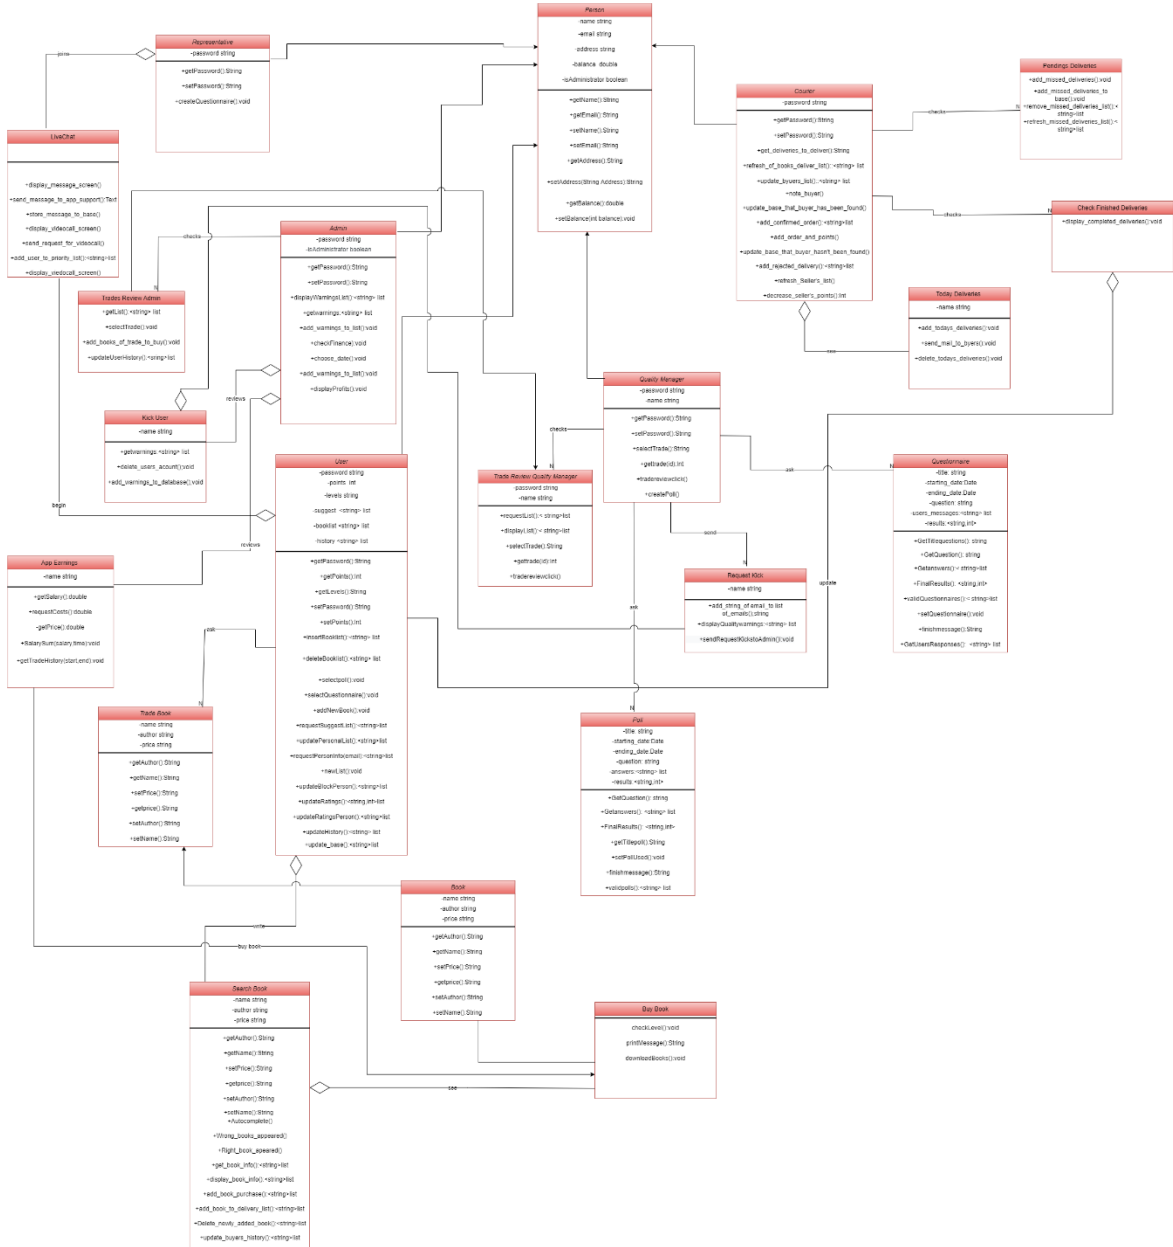 Person
-name string
-email string
-address string
-balance: double
-isAdministrator boolean
+getName():String
+getEmail():String
+setName():String
+setEmail():String
+getAddress():String
+setAddress(String Address):String
+getBalance():double
+setBalance(int balance):void
Representative
-password string
+getPassword():String
+setPassword():String
+createQuestionnaire():void
joins
LiveChat
+display_message_screen()
+send_message_to_app_support():Text
+store_message_to_base()
+display_videocall_screen()
+send_request_for_videocall()
+add_user_to_priority_list():<string>list
Courier
-password string
+getPassword():String
+setPassword():String
+get_deliveries_to_deliver():String
+refresh_of_books_deliver_list():<string> list
+update_byuers_list():<string> list
+note_buyer()
+update_base_that_buyer_has_been_found()
+add_confirmed_order():<string>list
+add_order_and_points()
+update_base_that_buyer_hasn't_been_found()
+add_rejected_delivery():<string>list
+refresh_Seller's_list()
+decrease_seller's_points():int
checks
N
Pendings Deliveries
+add_missed_deliveries():void
+add_missed_deliveries_to
base():void
+remove_missed_deliveries_list():<
string>list
+refresh_missed_deliveries_list():<
string>list
checks
N
Check Finished Deliveries
+display_completed_deliveries():void
Today Deliveries
-name string
+add_todays_deliveries():void
+send_mail_to_byers():void
+delete_todays_deliveries():void
Admin
-password string
-isAdministrator boolean
+getPassword():String
+setPassword():String
+displayWarningsList():<string> list
+getwarnings:<string> list
+add_warnings_to_list():void
+checkFinance():void
+choose_date():void
+add_warnings_to_list():void
+displayProfits():void
checks
N
Trades Review Admin
+getList():<string> list
+selectTrade():void
+add_books_of_trade_to_buy():void
+updateUserHistory():<sring>list
reviews
Kick User
-name string
+getwarnings:<string> list
+delete_users_acount():void
+add_warnings_to_database():void
begin
reviews
Quality Manager
-password string
-name string
+getPassword():String
+setPassword():String
+selectTrade():String
+gettrade(id):int
+tradereviewclick()
+createPoll()
checks
N
Trade Review Quality Manager
-password string
-name string
+requestList():< string>list
+displayList():< string>list
+selectTrade():String
+gettrade(id):int
+tradereviewclick()
ask
N
Questionnaire
-title: string
-starting_date:Date
-ending_date:Date
-question: string
-users_messages:<string> list
-results:<string,int>
+GetTitlequestions(): string
+GetQuestion(): string
+Getanswers():<string>list
+FinalResults(): <string,int>
+validQuestionnaires():< string>list
+setQuestionnaire():void
+finishmessage():String
+GetUsersResponses(): <string> list
send
N
Request Kick
-name string
+add_string_of_email_to_list
of_emails():string
+displayQualitywarnings:<string> list
+sendRequestKickstoAdmin():void
update
ask
N
Poll
-title: string
-starting_date:Date
-ending_date:Date
-question: string
-answers:<string> list
-results:<string,int>
+GetQuestion(): string
+Getanswers(): <string> list
+FinalResults(): <string,int>
+getTitlepoll():String
+setPollUsed():void
+finishmessage():String
+validpolls():<string> list
User
-password string
-points: int
-levels string
-suggest :<string> list
-booklist <string> list
-history :<string> list
+getPassword():String
+getPoints():int
+getLevels():String
+setPassword():String
+setPoints():int
+insertBooklist():<string> list
+deleteBooklist():<string> list
+selectpoll():void
+selectQuestionnaire():void
+addNewBook():void
+requestSuggestList():<string>list
+updatePersonalList():<string> list
+requestPersonInfo(email):<string>list
+newList():void
+updateBlockPerson():<string>list
+updateRatings():<string,int>list
+updateRatingsPerson():<string>list
+updateHistory():<string> list
+update_base():<string>list
App Earnings
-name string
+getSalary():double
+requestCosts():double
-getPrice():double
+SalarySum(salary,time):void
+getTradeHistory(start,end):void
ask
N
Trade Book
-name string
-author string
-price string
+getAuthor():String
+getName():String
+setPrice():String
+getprice():String
+setAuthor():String
+setName():String
Book
-name string
-author string
-price string
+getAuthor():String
+getName():String
+setPrice():String
+getprice():String
+setAuthor():String
+setName():String
write
buy book
Search Book
-name string
-author string
-price string
+getAuthor():String
+getName():String
+setPrice():String
+getprice():String
+setAuthor():String
+setName():String
+Autocomplete()
+Wrong_books_appeared()
+Right_book_apeared()
+get_book_info():<string>list
+display_book_info():<string>list
+add_book_purchase():<string>list
+add_book_to_delivery_list():<string>list
+Delete_newly_added_book():<string>list
+update_buyers_history():<string>list
use
Buy Book
checkLevel():void
printMessage():String
downloadBooks():void